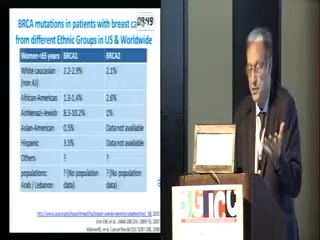 BRCA mutations in patients with breast ca
09:49
from different Ethnic Groups in US & Worldwide
Women <65 years BRCA1 BRCA2
White caucasian 2.2-2.9% 2.1%
(non AJ)
African-American 1.3-1.4% 2.6%
Ashkenazi-Jewish 8.3-10.2% 1%
Asian-American 0.5% Data not available
Hispanic 3.5% Data not available
Others ? ?
populations: ? (No population ? (No population
Arab / Lebanon data) data)